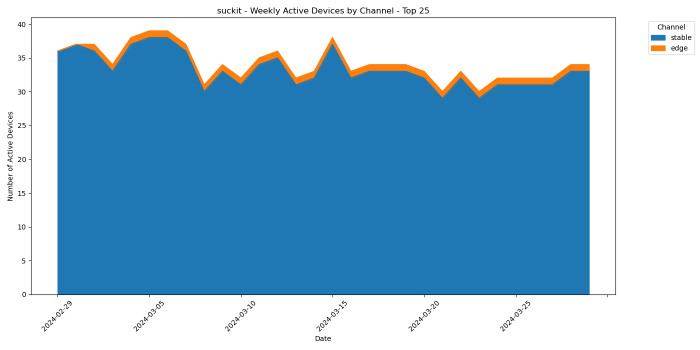 suckit - Weekly Active Devices by Channel - Top 25
Channel
stable
edge
Number of Active Devices
40
35
30
25
20
15
10
5
0
2024-02-29
2024-03-05
2024-03-10
2024-03-15
2024-03-20
2024-03-25
Date